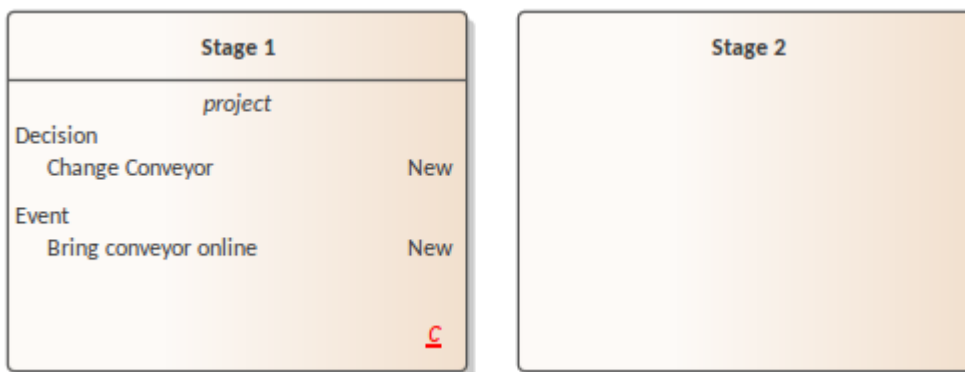 Stage 1
project
Decision
Change Conveyor New
Event
Bring conveyor online New
C
Stage 2